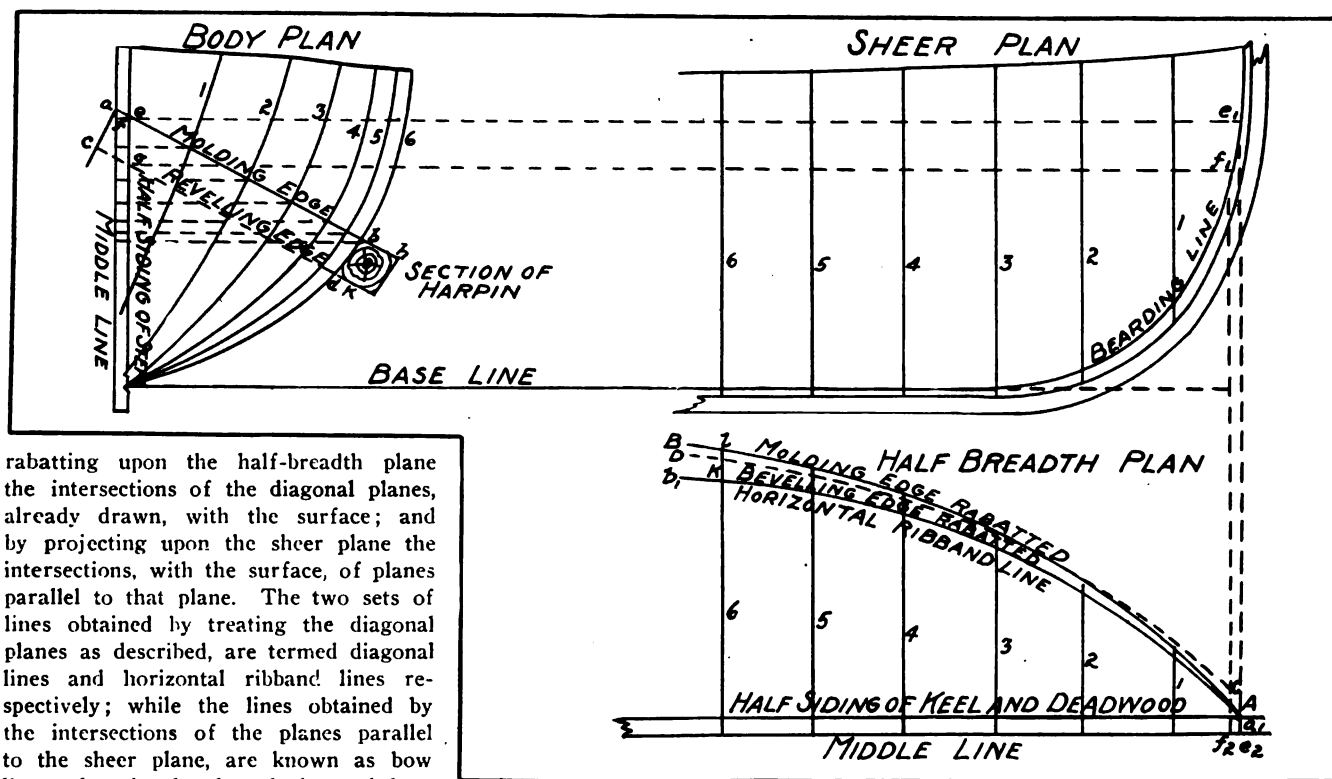 BODY PLAN
SHEER PLAN
a
e
1
2
3
4
5
6
c
d
MOLDING EDGE
BEVELLING EDGE
MIDDLE LINE
HALF SIDING OF STEM
b
h
d K
SECTION OF
HARPIN
BASE LINE
e1
f1
6
5
4
3
2
1
BEARDING LINE
HALF BREADTH PLAN
B
l
MOLDING EDGE RABATTED
D
b1
K
BEVELLING EDGE RABATTED
HORIZONTAL RIBBAND LINE
6
5
4
3
2
1
HALF SIDING OF KEEL AND DEADWOOD
A
a1
MIDDLE LINE
f2 e2
rabatting upon the half-breadth plane
the intersections of the diagonal planes,
already drawn, with the surface; and
by projecting upon the sheer plane the
intersections, with the surface, of planes
parallel to that plane. The two sets of
lines obtained by treating the diagonal
planes as described, are termed diagonal
lines and horizontal ribband lines re-
spectively; while the lines obtained by
the intersections of the planes parallel
to the sheer plane, are known as bow